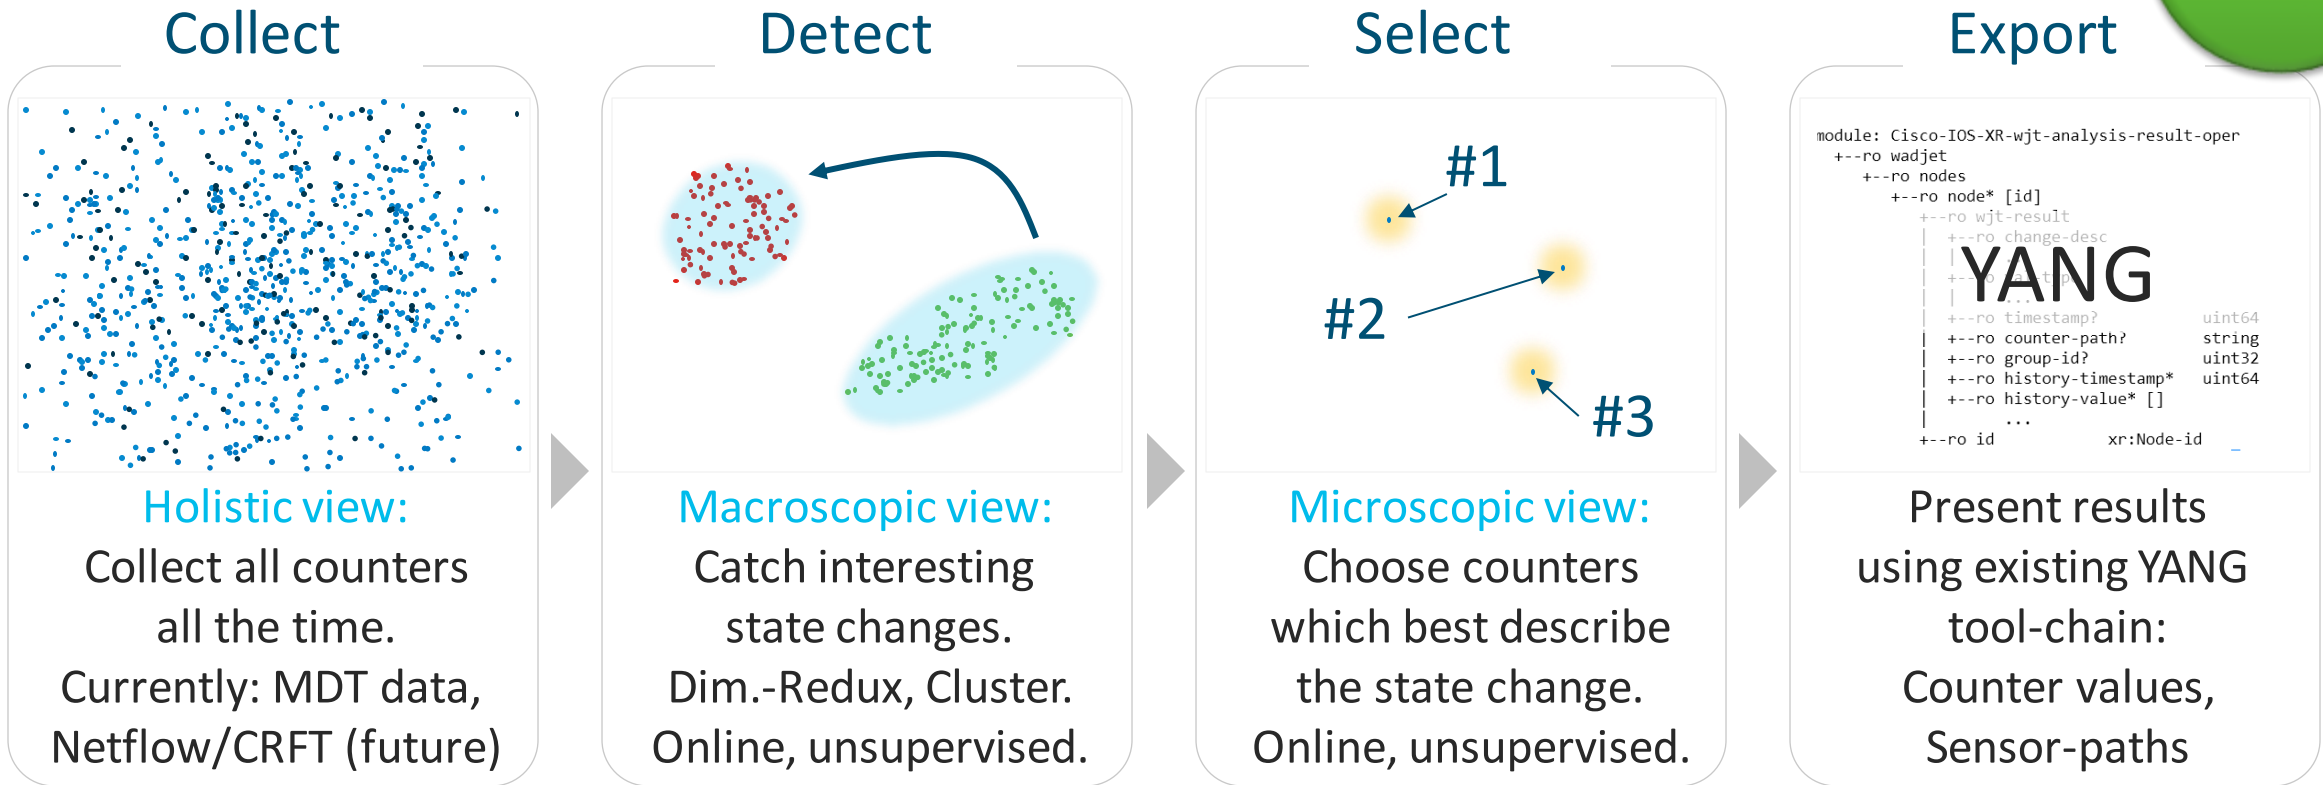 Collect
Holistic view:
Collect all counters
all the time.
Currently: MDT data,
Netflow/CRFT (future)
Detect
Macroscopic view:
Catch interesting
state changes.
Dim.-Redux, Cluster.
Online, unsupervised.
Select
#1
#2
#3
Microscopic view:
Choose counters
which best describe
the state change.
Online, unsupervised.
Export
module: Cisco-IOS-XR-wjt-analysis-result-oper
+--ro wadjet
+--ro nodes
+--ro node* [id]
+--ro wjt-result
| +--ro change-desc
YANG
| | ...
| +--ro timestamp? uint64
| +--ro counter-path? string
| +--ro group-id? uint32
| +--ro history-timestamp* uint64
| +--ro history-value* []
| ...
+--ro id xr:Node-id
Present results
using existing YANG
tool-chain:
Counter values,
Sensor-paths